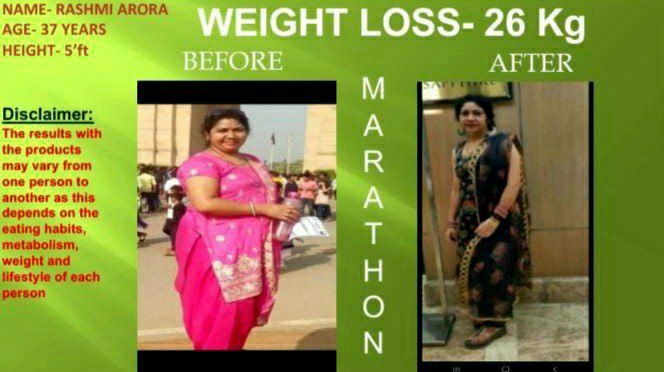 NAME- RASHMI ARORA
AGE- 37 YEARS
HEIGHT- 5'ft
WEIGHT LOSS- 26 Kg
BEFORE
AFTER
MARATHON
Disclaimer:
The results with
the products
may vary from
one person to
another as this
depends on the
eating habits,
metabolism,
weight and
lifestyle of each
person